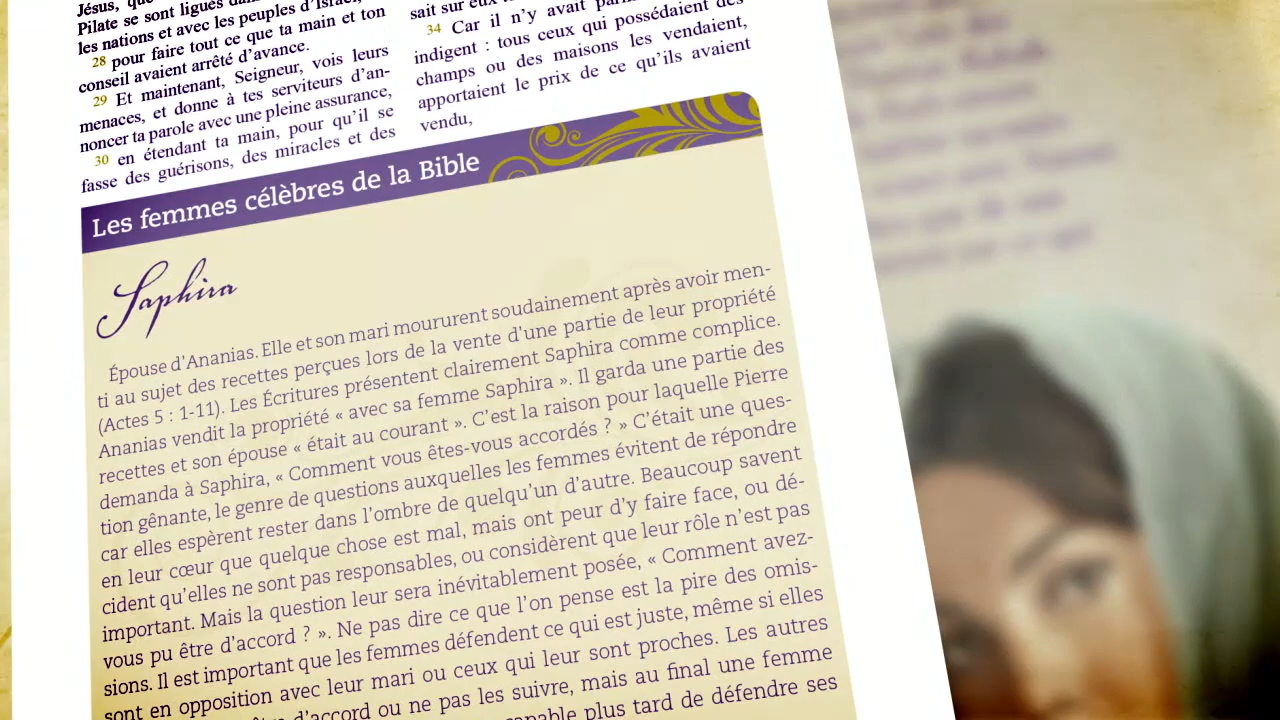 Jésus, que
Pilate se sont ligués dans
les nations et avec les peuples d'Israël,
28 pour faire tout ce que ta main et ton
conseil avaient arrêté d'avance.
29 Et maintenant, Seigneur, vois leurs
menaces, et donne à tes serviteurs d'an-
noncer ta parole avec une pleine assurance,
30 en étendant ta main, pour qu'il se
fasse des guérisons, des miracles et des
sait sur eux
34 Car il n'y avait
indigent : tous ceux qui possédaient des
champs ou des maisons les vendaient,
apportaient le prix de ce qu'ils avaient
vendu,
Les femmes célèbres de la Bible
Saphira
Épouse d'Ananias. Elle et son mari moururent soudainement après avoir men-
ti au sujet des recettes perçues lors de la vente d'une partie de leur propriété
(Actes 5 : 1-11). Les Écritures présentent clairement Saphira comme complice.
Ananias vendit la propriété « avec sa femme Saphira ». Il garda une partie des
recettes et son épouse « était au courant ». C'est la raison pour laquelle Pierre
demanda à Saphira, « Comment vous êtes-vous accordés ? » C'était une ques-
tion gênante, le genre de questions auxquelles les femmes évitent de répondre
car elles espèrent rester dans l'ombre de quelqu'un d'autre. Beaucoup savent
en leur cœur que quelque chose est mal, mais ont peur d'y faire face, ou dé-
cident qu'elles ne sont pas responsables, ou considèrent que leur rôle n'est pas
important. Mais la question leur sera inévitablement posée, « Comment avez-
vous pu être d'accord ? ». Ne pas dire ce que l'on pense est la pire des omis-
sions. Il est important que les femmes défendent ce qui est juste, même si elles
sont en opposition avec leur mari ou ceux qui leur sont proches. Les autres
d'accord ou ne pas les suivre, mais au final une femme
plus tard de défendre ses